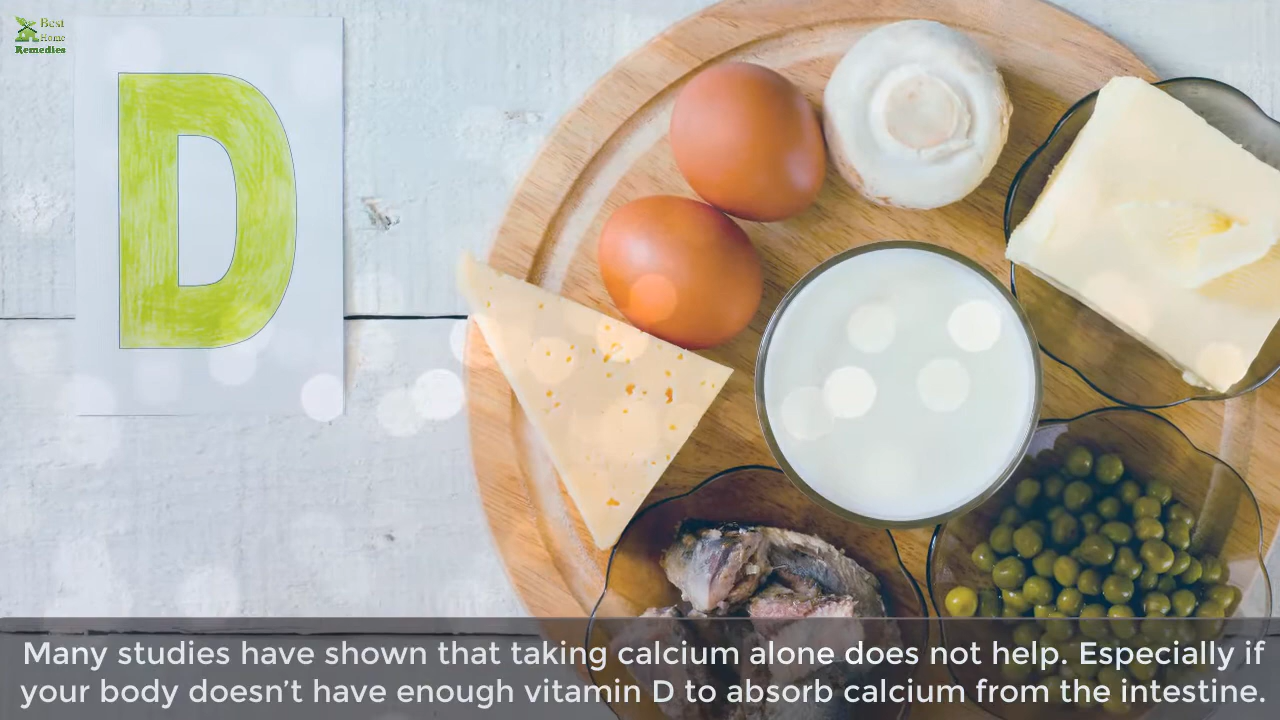 Best
Home
Remedies
D
Many studies have shown that taking calcium alone does not help. Especially if
your body doesn’t have enough vitamin D to absorb calcium from the intestine.